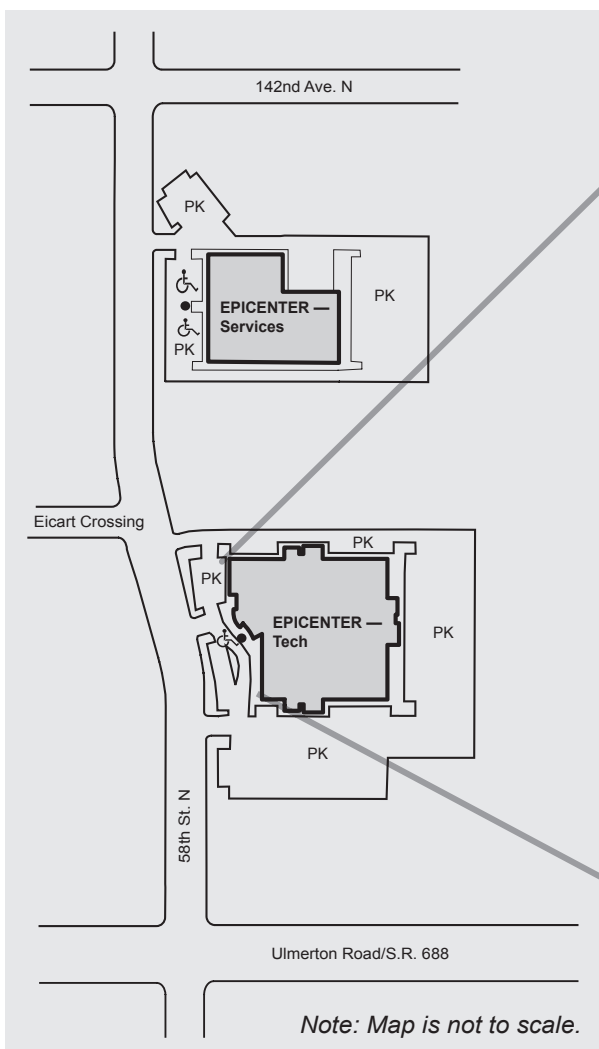 142nd Ave. N
PK
EPICENTER —
Services
PK
PK
Eicart Crossing
PK
PK
EPICENTER —
Tech
PK
PK
58th St. N
Ulmerton Road/S.R. 688
Note: Map is not to scale.